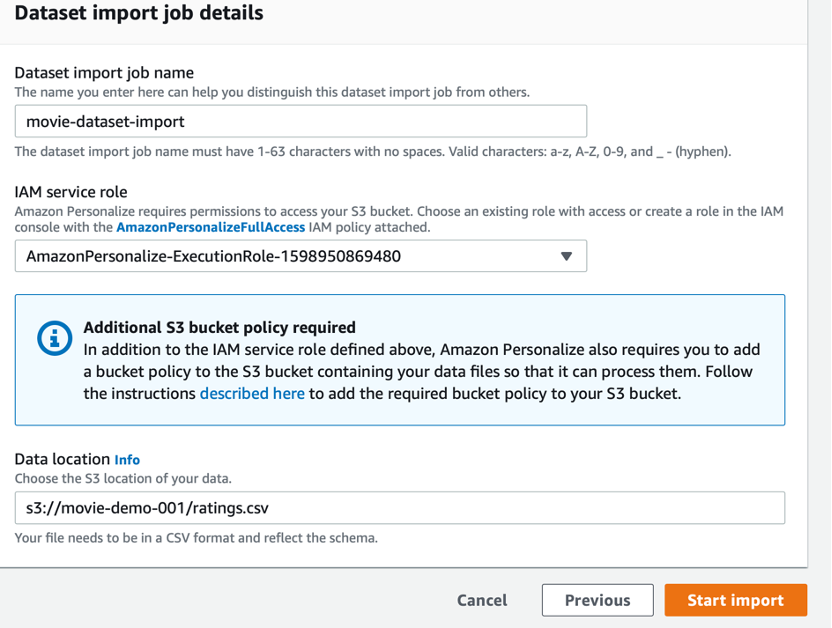 Dataset import job details
Dataset import job name
The name you enter here can help you distinguish this dataset import job from others.
movie-dataset-import
The dataset import job name must have 1-63 characters with no spaces. Valid characters: a-z, A-Z, 0-9, and _ - (hyphen).
IAM service role
Amazon Personalize requires permissions to access your S3 bucket. Choose an existing role with access or create a role in the IAM
console with the AmazonPersonalizeFullAccess IAM policy attached.
AmazonPersonalize-ExecutionRole-1598950869480
Additional S3 bucket policy required
In addition to the IAM service role defined above, Amazon Personalize also requires you to add
a bucket policy to the S3 bucket containing your data files so that it can process them. Follow
the instructions described here to add the required bucket policy to your S3 bucket.
Data location Info
Choose the S3 location of your data.
s3://movie-demo-001/ratings.csv
Your file needs to be in a CSV format and reflect the schema.
Cancel Previous Start import